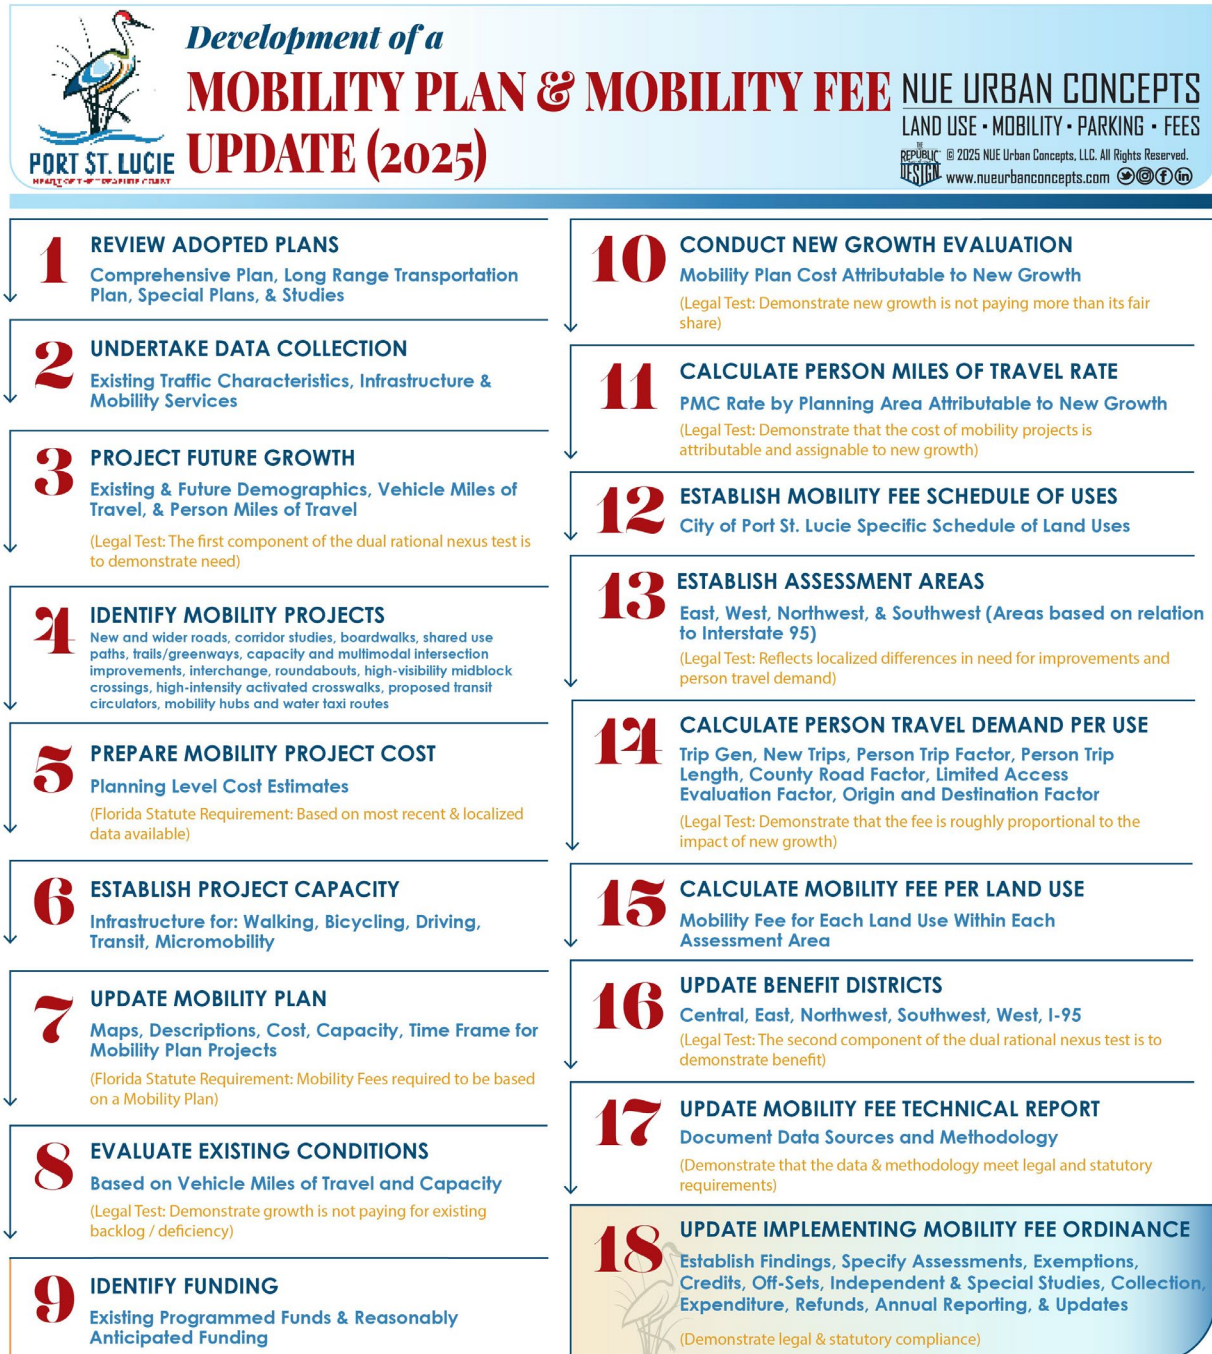 Development of a
MOBILITY PLAN & MOBILITY FEE
UPDATE (2025)
PORT ST. LUCIE
HEART OF THE TREASURE COAST
NUE URBAN CONCEPTS
LAND USE • MOBILITY • PARKING • FEES
THE REPUBLIC OF DESIGN
© 2025 NUE Urban Concepts, LLC. All Rights Reserved.
www.nueurbanconcepts.com
1
REVIEW ADOPTED PLANS
Comprehensive Plan, Long Range Transportation
Plan, Special Plans, & Studies
2
UNDERTAKE DATA COLLECTION
Existing Traffic Characteristics, Infrastructure &
Mobility Services
3
PROJECT FUTURE GROWTH
Existing & Future Demographics, Vehicle Miles of
Travel, & Person Miles of Travel
(Legal Test: The first component of the dual rational nexus test is
to demonstrate need)
4
IDENTIFY MOBILITY PROJECTS
New and wider roads, corridor studies, boardwalks, shared use
paths, trails/greenways, capacity and multimodal intersection
improvements, interchange, roundabouts, high-visibility midblock
crossings, high-intensity activated crosswalks, proposed transit
circulators, mobility hubs and water taxi routes
5
PREPARE MOBILITY PROJECT COST
Planning Level Cost Estimates
(Florida Statute Requirement: Based on most recent & localized
data available)
6
ESTABLISH PROJECT CAPACITY
Infrastructure for: Walking, Bicycling, Driving,
Transit, Micromobility
7
UPDATE MOBILITY PLAN
Maps, Descriptions, Cost, Capacity, Time Frame for
Mobility Plan Projects
(Florida Statute Requirement: Mobility Fees required to be based
on a Mobility Plan)
8
EVALUATE EXISTING CONDITIONS
Based on Vehicle Miles of Travel and Capacity
(Legal Test: Demonstrate growth is not paying for existing
backlog / deficiency)
9
IDENTIFY FUNDING
Existing Programmed Funds & Reasonably
Anticipated Funding
10
CONDUCT NEW GROWTH EVALUATION
Mobility Plan Cost Attributable to New Growth
(Legal Test: Demonstrate new growth is not paying more than its fair
share)
11
CALCULATE PERSON MILES OF TRAVEL RATE
PMC Rate by Planning Area Attributable to New Growth
(Legal Test: Demonstrate that the cost of mobility projects is
attributable and assignable to new growth)
12
ESTABLISH MOBILITY FEE SCHEDULE OF USES
City of Port St. Lucie Specific Schedule of Land Uses
13
ESTABLISH ASSESSMENT AREAS
East, West, Northwest, & Southwest (Areas based on relation
to Interstate 95)
(Legal Test: Reflects localized differences in need for improvements and
person travel demand)
14
CALCULATE PERSON TRAVEL DEMAND PER USE
Trip Gen, New Trips, Person Trip Factor, Person Trip
Length, County Road Factor, Limited Access
Evaluation Factor, Origin and Destination Factor
(Legal Test: Demonstrate that the fee is roughly proportional to the
impact of new growth)
15
CALCULATE MOBILITY FEE PER LAND USE
Mobility Fee for Each Land Use Within Each
Assessment Area
16
UPDATE BENEFIT DISTRICTS
Central, East, Northwest, Southwest, West, I-95
(Legal Test: The second component of the dual rational nexus test is to
demonstrate benefit)
17
UPDATE MOBILITY FEE TECHNICAL REPORT
Document Data Sources and Methodology
(Demonstrate that the data & methodology meet legal and statutory
requirements)
18
UPDATE IMPLEMENTING MOBILITY FEE ORDINANCE
Establish Findings, Specify Assessments, Exemptions,
Credits, Off-Sets, Independent & Special Studies, Collection,
Expenditure, Refunds, Annual Reporting, & Updates
(Demonstrate legal & statutory compliance)